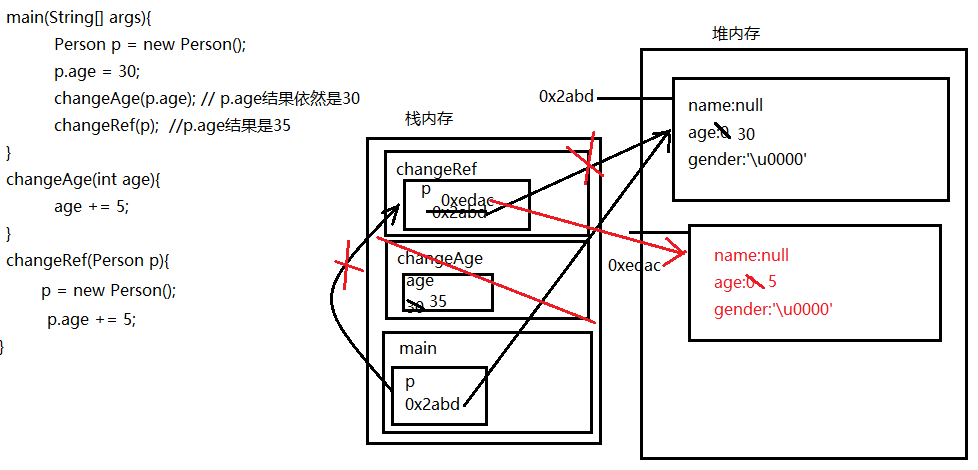 main(String[] args){
Person p = new Person();
p.age = 30;
changeAge(p.age); // p.age结果依然是30
changeRef(p); //p.age结果是35
}
changeAge(int age){
age += 5;
}
changeRef(Person p){
p = new Person();
p.age += 5;
}
栈内存
changeRef
p
0xedac
0x2abd
changeAge
age
30 35
main
p
0x2abd
堆内存
0x2abd
name:null
age:0 30
gender:'\u0000'
0xedac
name:null
age:0 5
gender:'\u0000'